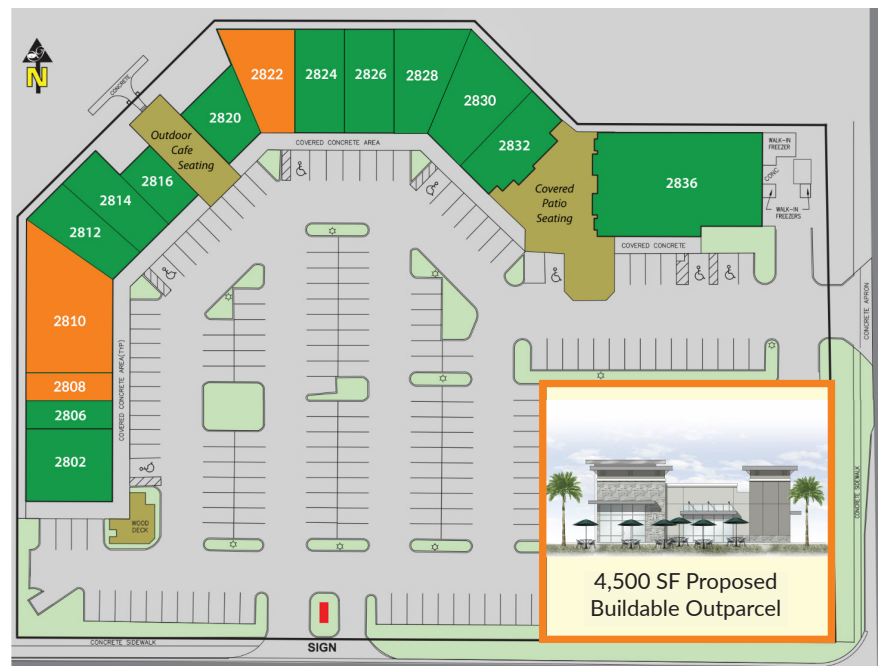 N
CONCRETE
2822
2824
2826
2828
2830
2832
2820
Outdoor
Cafe
Seating
2816
2814
2812
COVERED CONCRETE AREA
WALK-IN
FREEZER
2836
CONC
WALK-IN
FREEZERS
Covered
Patio
Seating
COVERED CONCRETE
CONCRETE APRON
2810
2808
2806
2802
COVERED CONCRETE AREA(TYP)
WOOD
DECK
CONCRETE SIDEWALK
4,500 SF Proposed
Buildable Outparcel
CONCRETE SIDEWALK
SIGN